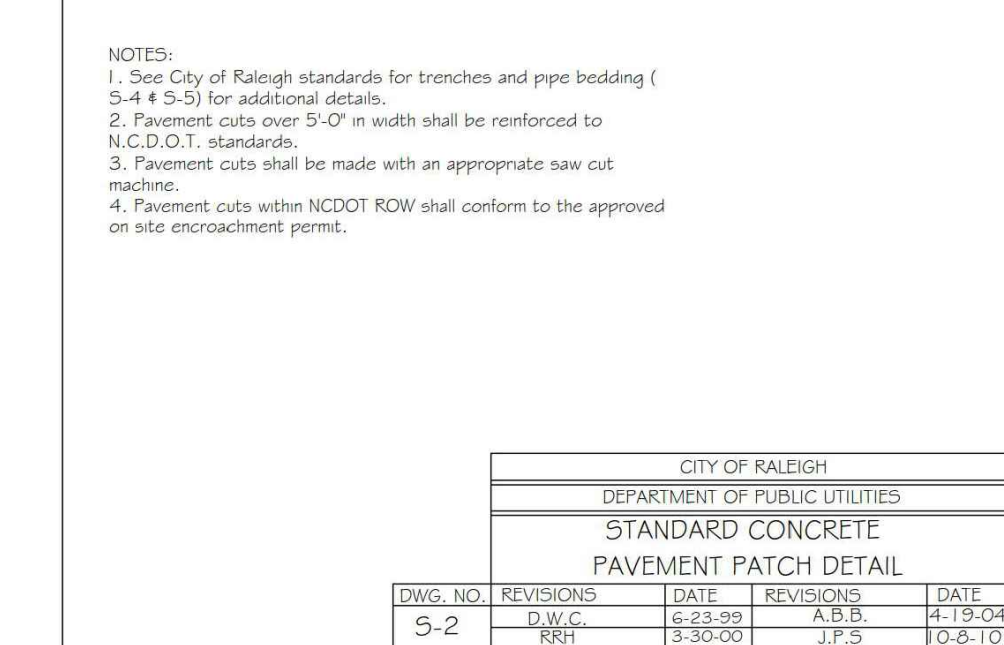 NOTES:
1. See City of Raleigh standards for trenches and pipe bedding (
S-4 & S-5) for additional details.
2. Pavement cuts over 5'-0" in width shall be reinforced to
N.C.D.O.T. standards.
3. Pavement cuts shall be made with an appropriate saw cut
machine.
4. Pavement cuts within NCDOT ROW shall conform to the approved
on site encroachment permit.
CITY OF RALEIGH
DEPARTMENT OF PUBLIC UTILITIES
STANDARD CONCRETE
PAVEMENT PATCH DETAIL
DWG. NO. REVISIONS DATE REVISIONS DATE
S-2 D.W.C. 6-23-99 A.B.B. 4-19-04
RRH 3-30-00 J.P.S 10-8-10